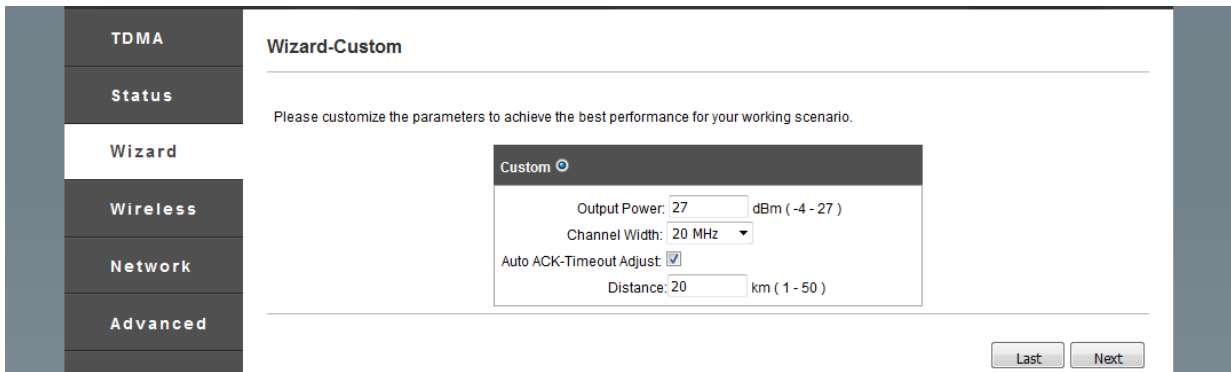 TDMA
Status
Wizard
Wireless
Network
Advanced
Wizard-Custom
Please customize the parameters to achieve the best performance for your working scenario.
Custom
Output Power: 27 dBm ( -4 - 27 )
Channel Width: 20 MHz
Auto ACK-Timeout Adjust:
Distance: 20 km ( 1 - 50 )
Last Next